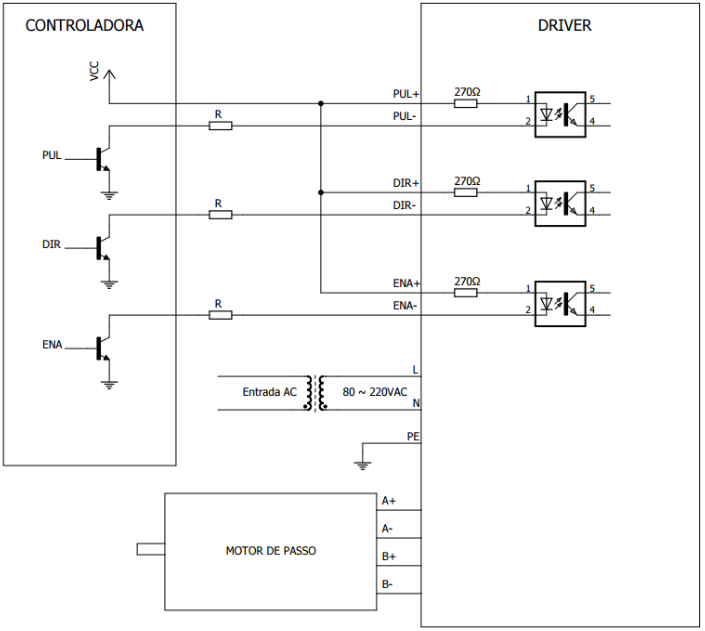 CONTROLADORA
DRIVER
VCC
PUL+
270Ω
1
5
R
PUL-
2
4
PUL
DIR+
270Ω
1
5
R
DIR-
2
4
DIR
ENA+
270Ω
1
5
R
ENA-
2
4
ENA
L
Entrada AC
80 ~ 220VAC
N
PE
A+
A-
MOTOR DE PASSO
B+
B-